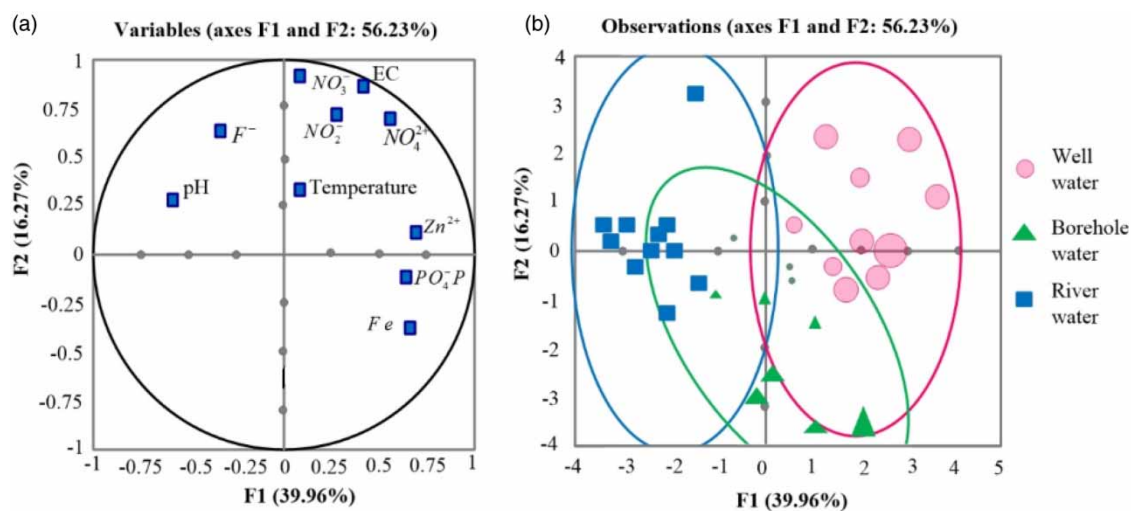 (a)
Variables (axes F1 and F2: 56.23%)
1
0.75
0.5
0.25
0
-0.25
-0.5
-0.75
-1
F2 (16.27%)
NO₃⁻
EC
NO₂⁻
NO₄²⁺
F⁻
pH
Temperature
Zn²⁺
PO₄⁻P
Fe
-1 -0.75 -0.5 -0.25 0 0.25 0.5 0.75 1
F1 (39.96%)
(b)
Observations (axes F1 and F2: 56.23%)
4
3
2
1
0
-1
-2
-3
-4
F2 (16.27%)
-4 -3 -2 -1 0 1 2 3 4 5
F1 (39.96%)
Well
water
Borehole
water
River
water